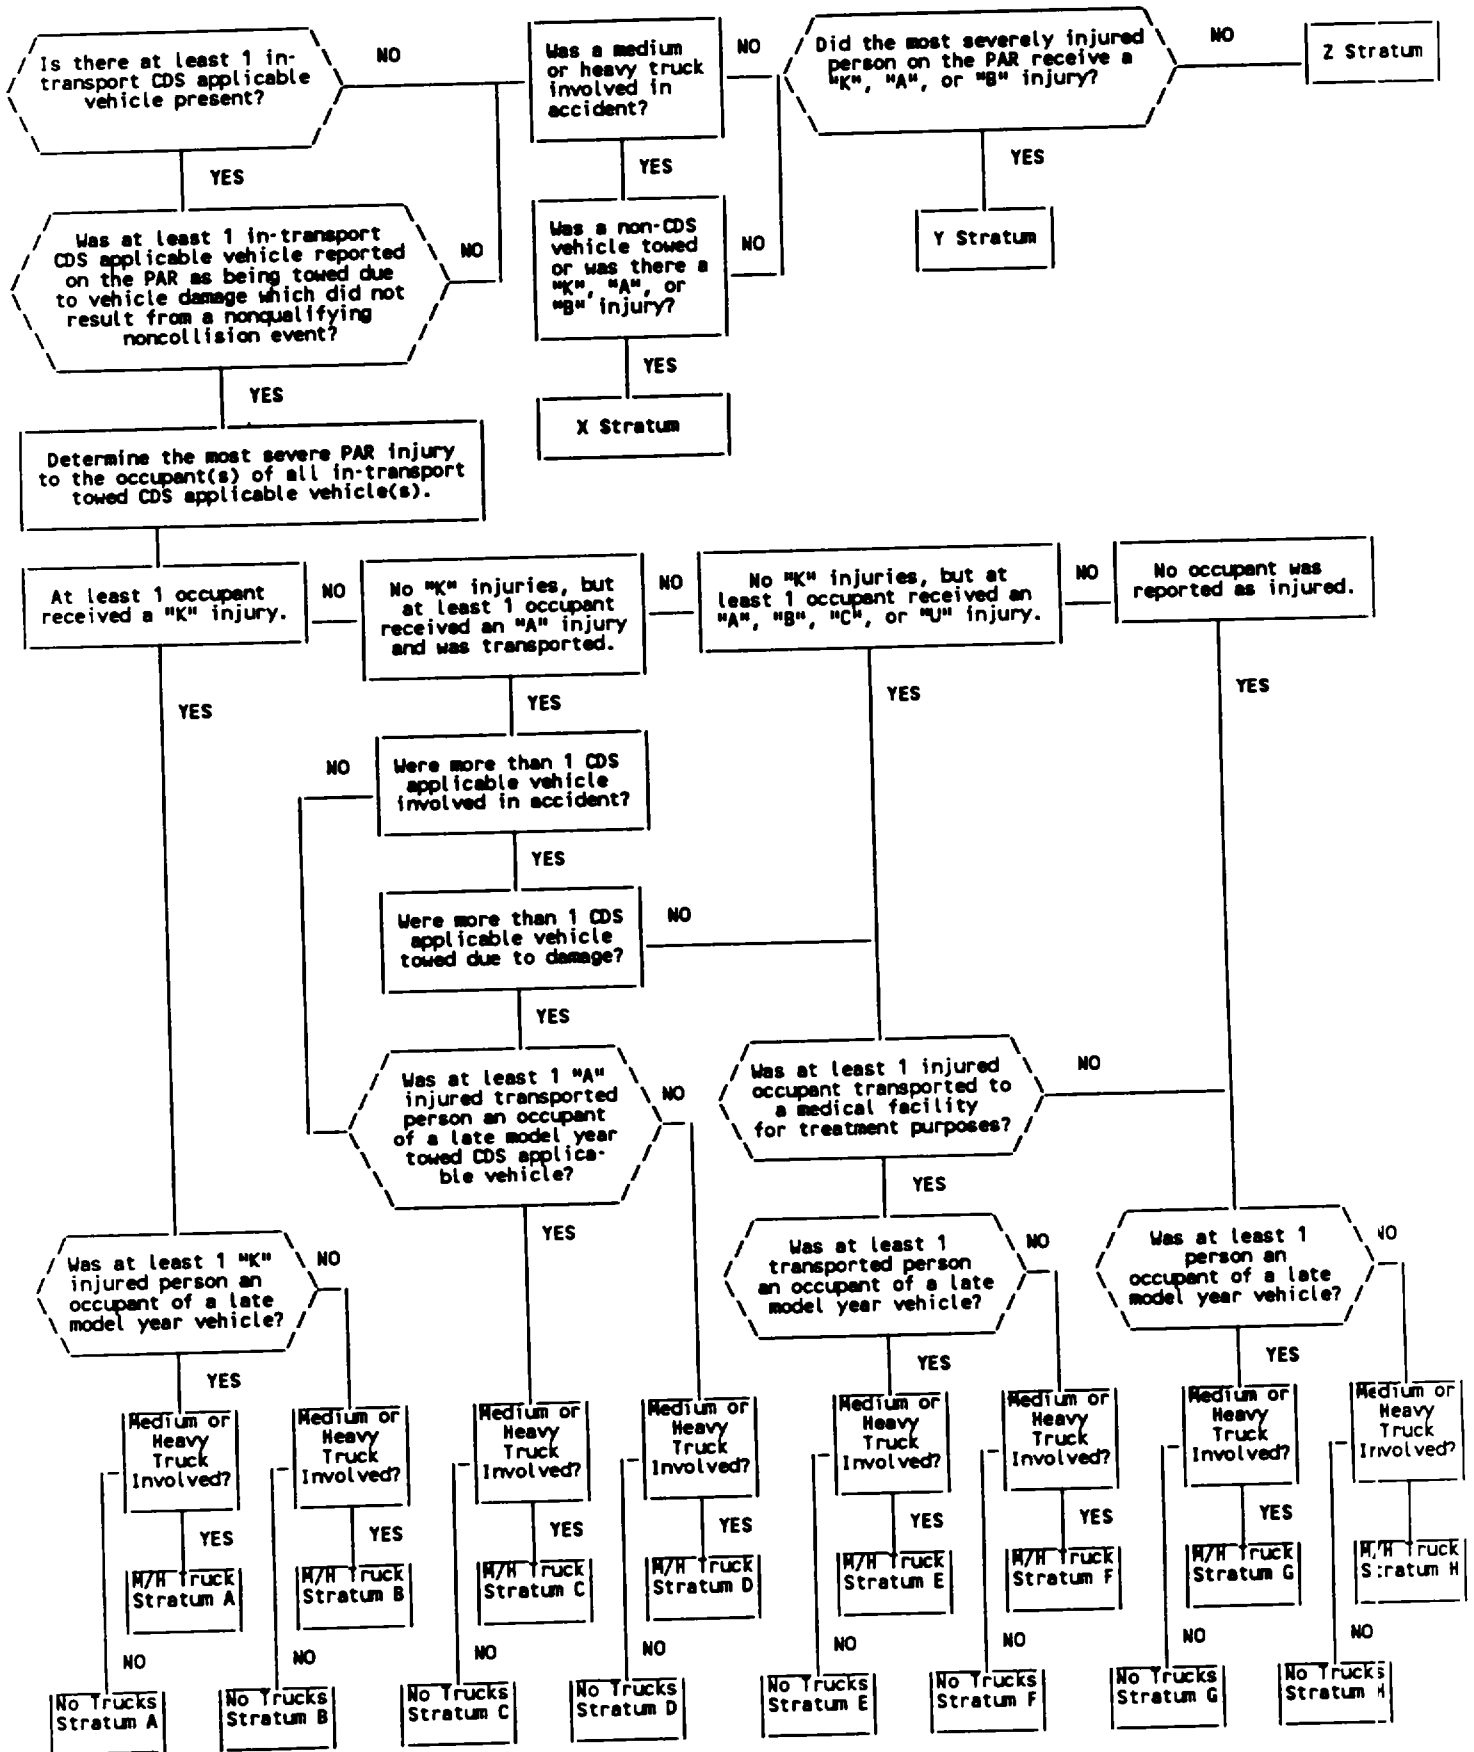 Is there at least 1 in-
transport CDS applicable
vehicle present?
NO
Was a medium
or heavy truck
involved in
accident?
NO
Did the most severely injured
person on the PAR receive a
"K", "A", or "B" injury?
NO
Z Stratum
YES
YES
YES
Was at least 1 in-transport
CDS applicable vehicle reported
on the PAR as being towed due
to vehicle damage which did not
result from a nonqualifying
noncollision event?
NO
Was a non-CDS
vehicle towed
or was there a
"K", "A", or
"B" injury?
NO
Y Stratum
YES
YES
X Stratum
Determine the most severe PAR injury
to the occupant(s) of all in-transport
towed CDS applicable vehicle(s).
At least 1 occupant
received a "K" injury.
NO
No "K" injuries, but
at least 1 occupant
received an "A" injury
and was transported.
NO
No "K" injuries, but at
least 1 occupant received an
"A", "B", "C", or "U" injury.
NO
No occupant was
reported as injured.
YES
YES
YES
YES
NO
Were more than 1 CDS
applicable vehicle
involved in accident?
YES
Were more than 1 CDS
applicable vehicle
towed due to damage?
NO
YES
Was at least 1 "A"
injured transported
person an occupant
of a late model year
towed CDS applica-
ble vehicle?
NO
Was at least 1 injured
occupant transported to
a medical facility
for treatment purposes?
NO
YES
YES
Was at least 1 "K"
injured person an
occupant of a late
model year vehicle?
NO
Was at least 1
transported person
an occupant of a late
model year vehicle?
NO
Was at least 1
person an
occupant of a late
model year vehicle?
NO
YES
YES
YES
Medium or
Heavy
Truck
Involved?
Medium or
Heavy
Truck
Involved?
Medium or
Heavy
Truck
Involved?
Medium or
Heavy
Truck
Involved?
Medium or
Heavy
Truck
Involved?
Medium or
Heavy
Truck
Involved?
Medium or
Heavy
Truck
Involved?
Medium or
Heavy
Truck
Involved?
YES
YES
YES
YES
YES
YES
YES
M/H Truck
Stratum A
M/H Truck
Stratum B
M/H Truck
Stratum C
M/H Truck
Stratum D
M/H Truck
Stratum E
M/H Truck
Stratum F
M/H Truck
Stratum G
M/H Truck
Stratum H
NO
NO
NO
NO
NO
NO
NO
NO
No Trucks
Stratum A
No Trucks
Stratum B
No Trucks
Stratum C
No Trucks
Stratum D
No Trucks
Stratum E
No Trucks
Stratum F
No Trucks
Stratum G
No Trucks
Stratum H